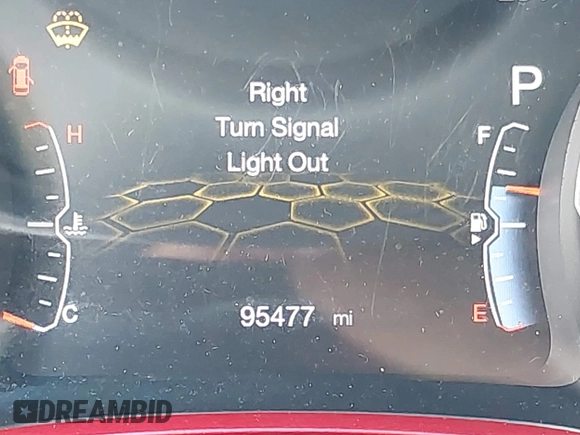 P
Right
Turn Signal
Light Out
H
F
C
E
95477 mi
DREAMBID